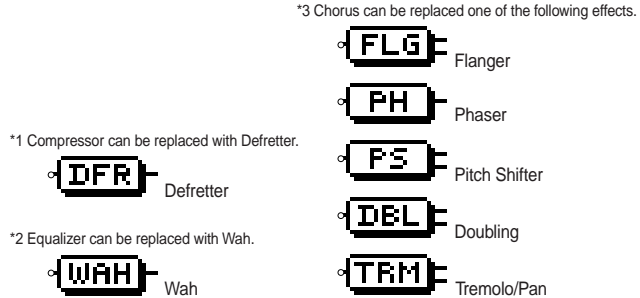 *3 Chorus can be replaced one of the following effects.
FLG
Flanger
PH
Phaser
*1 Compressor can be replaced with Defretter.
DFR
Defretter
PS
Pitch Shifter
DBL
Doubling
*2 Equalizer can be replaced with Wah.
WAH
Wah
TRM
Tremolo/Pan